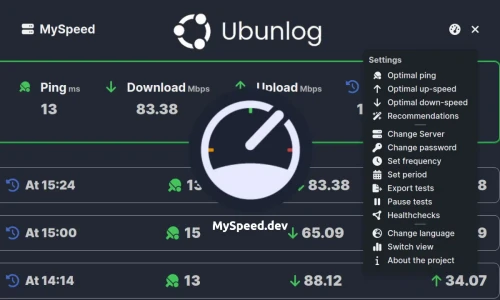 MySpeed
Ubunlog
Settings
Optimal ping
Optimal up-speed
Optimal down-speed
Recommendations
Change Server
Change password
Set frequency
Set period
Export tests
Pause tests
Healthchecks
Change language
Switch view
About the project
Ping ms
Download Mbps
Upload Mbps
13
83.38
1
At 15:24
13
83.38
8
MySpeed.dev
At 15:00
15
65.09
9
At 14:14
13
88.12
34.07